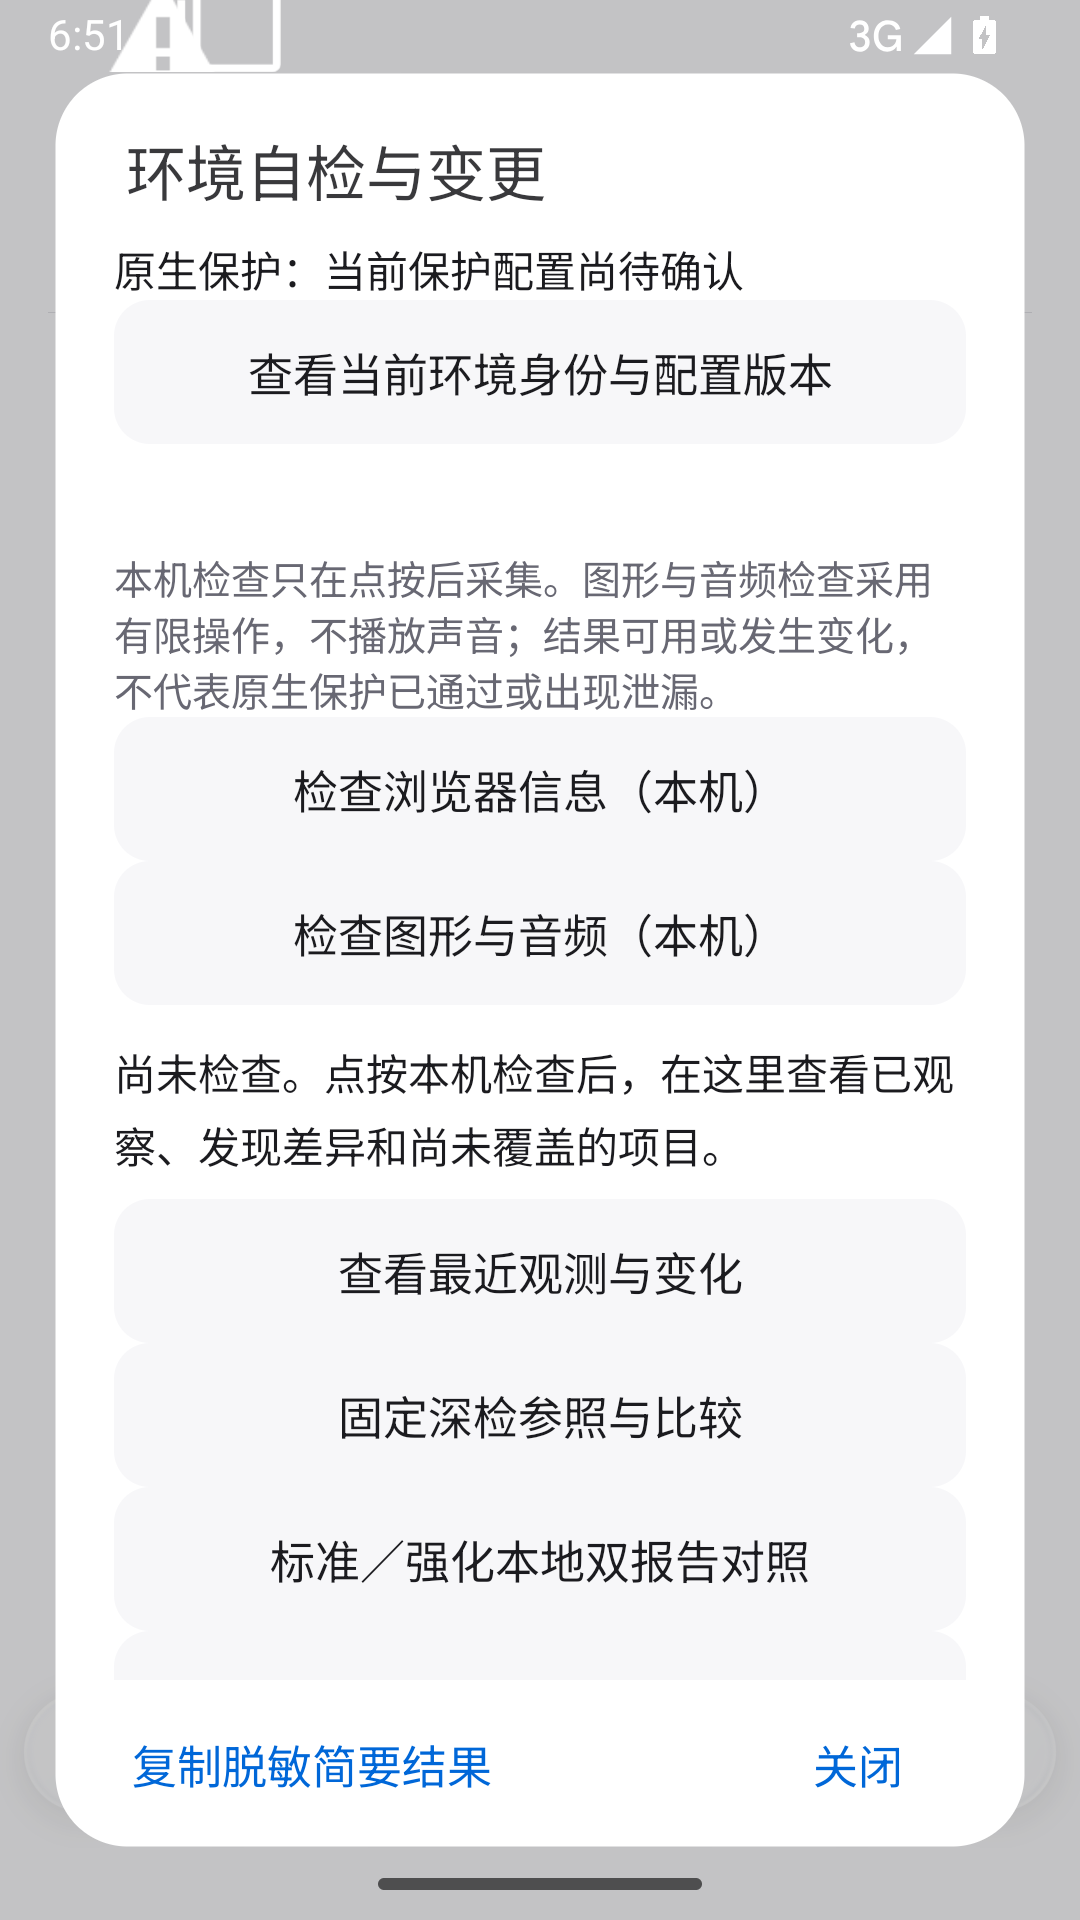 6:51
3G
环境自检与变更
原生保护：当前保护配置尚待确认
查看当前环境身份与配置版本
本机检查只在点按后采集。图形与音频检查采用
有限操作，不播放声音；结果可用或发生变化，
不代表原生保护已通过或出现泄漏。
检查浏览器信息（本机）
检查图形与音频（本机）
尚未检查。点按本机检查后，在这里查看已观
察、发现差异和尚未覆盖的项目。
查看最近观测与变化
固定深检参照与比较
标准／强化本地双报告对照
复制脱敏简要结果
关闭